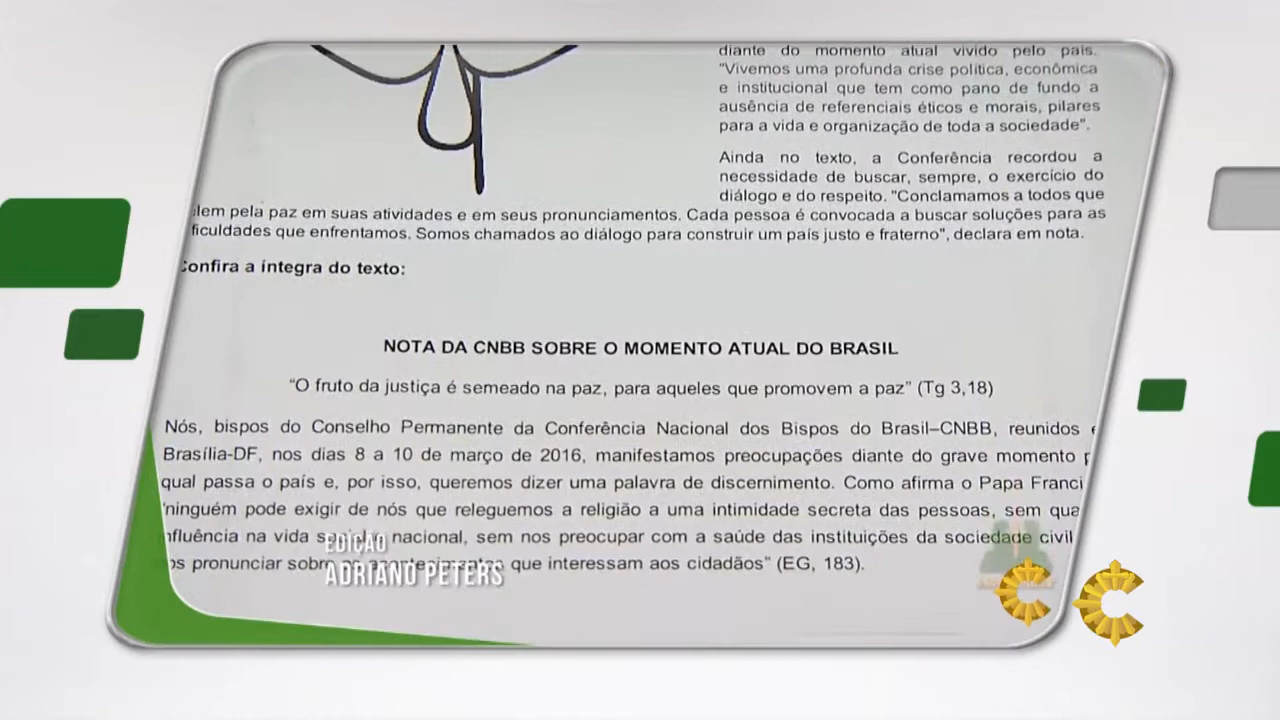 diante do momento atual vivido pelo país.
"Vivemos uma profunda crise política, econômica
e institucional que tem como pano de fundo a
ausência de referenciais éticos e morais, pilares
para a vida e organização de toda a sociedade".
Ainda no texto, a Conferência recordou a
necessidade de buscar, sempre, o exercício do
diálogo e do respeito. "Conclamamos a todos que
lem pela paz em suas atividades e em seus pronunciamentos. Cada pessoa é convocada a buscar soluções para as
ficuldades que enfrentamos. Somos chamados ao diálogo para construir um país justo e fraterno", declara em nota.
onfira a íntegra do texto:
NOTA DA CNBB SOBRE O MOMENTO ATUAL DO BRASIL
"O fruto da justiça é semeado na paz, para aqueles que promovem a paz" (Tg 3,18)
Nós, bispos do Conselho Permanente da Conferência Nacional dos Bispos do Brasil–CNBB, reunidos
Brasília-DF, nos dias 8 a 10 de março de 2016, manifestamos preocupações diante do grave momento p
qual passa o país e, por isso, queremos dizer uma palavra de discernimento. Como afirma o Papa Franci
'ninguém pode exigir de nós que releguemos a religião a uma intimidade secreta das pessoas, sem qua
nfluência na vida nacional, sem nos preocupar com a saúde das instituições da sociedade civil
os pronunciar sobre que interessam aos cidadãos" (EG, 183).
EDIÇÃO
ADRIANO PETERS